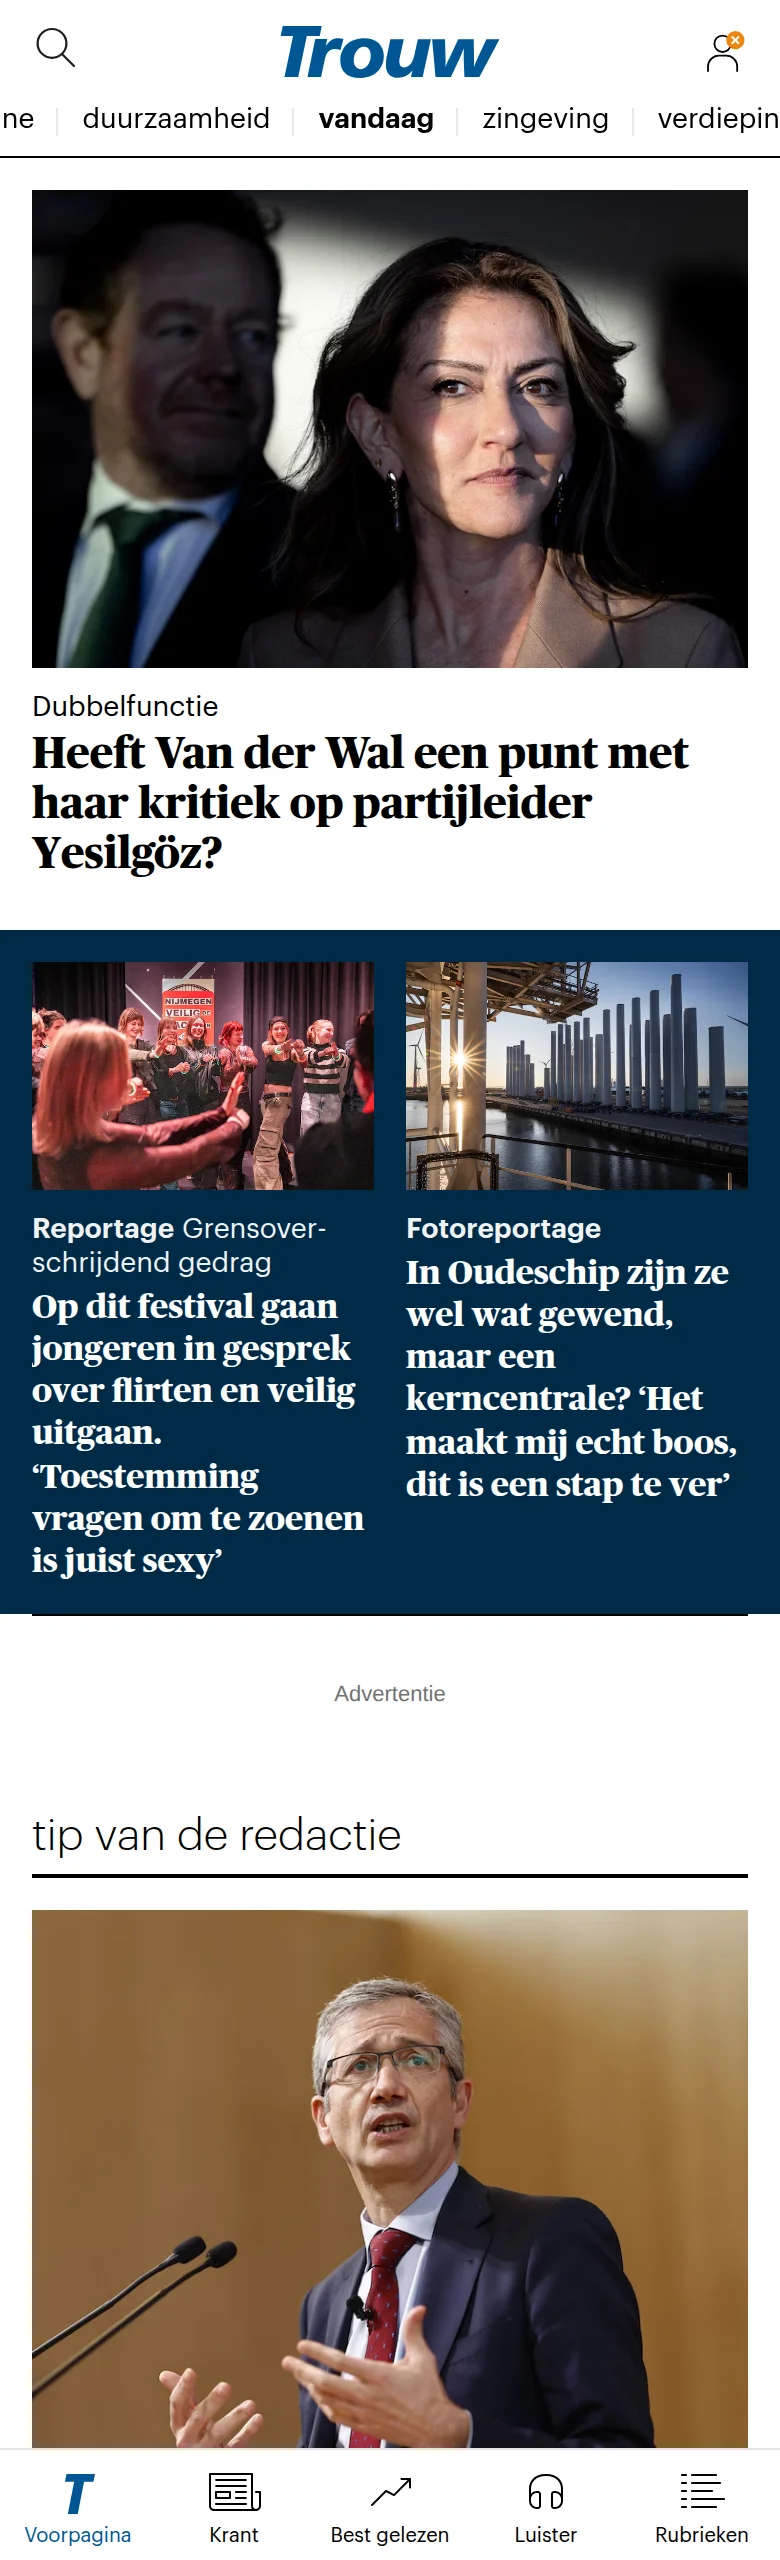 Trouw
ne
duurzaamheid
vandaag
zingeving
verdiepin
Dubbelfunctie
Heeft Van der Wal een punt met
haar kritiek op partijleider
Yesilgöz?
NIJMEGEN
VEILIG
Reportage Grensover-
schrijdend gedrag
Op dit festival gaan
jongeren in gesprek
over flirten en veilig
uitgaan.
‘Toestemming
vragen om te zoenen
is juist sexy’
Fotoreportage
In Oudeschip zijn ze
wel wat gewend,
maar een
kerncentrale? ‘Het
maakt mij echt boos,
dit is een stap te ver’
Advertentie
tip van de redactie
T
Voorpagina
Krant
Best gelezen
Luister
Rubrieken